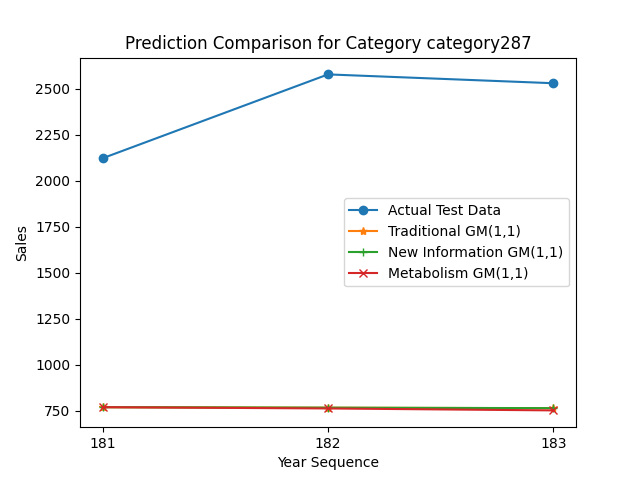 Prediction Comparison for Category category287
2500
2250
2000
1750
1500
1250
1000
750
Sales
Actual Test Data
Traditional GM(1,1)
New Information GM(1,1)
Metabolism GM(1,1)
181
182
183
Year Sequence